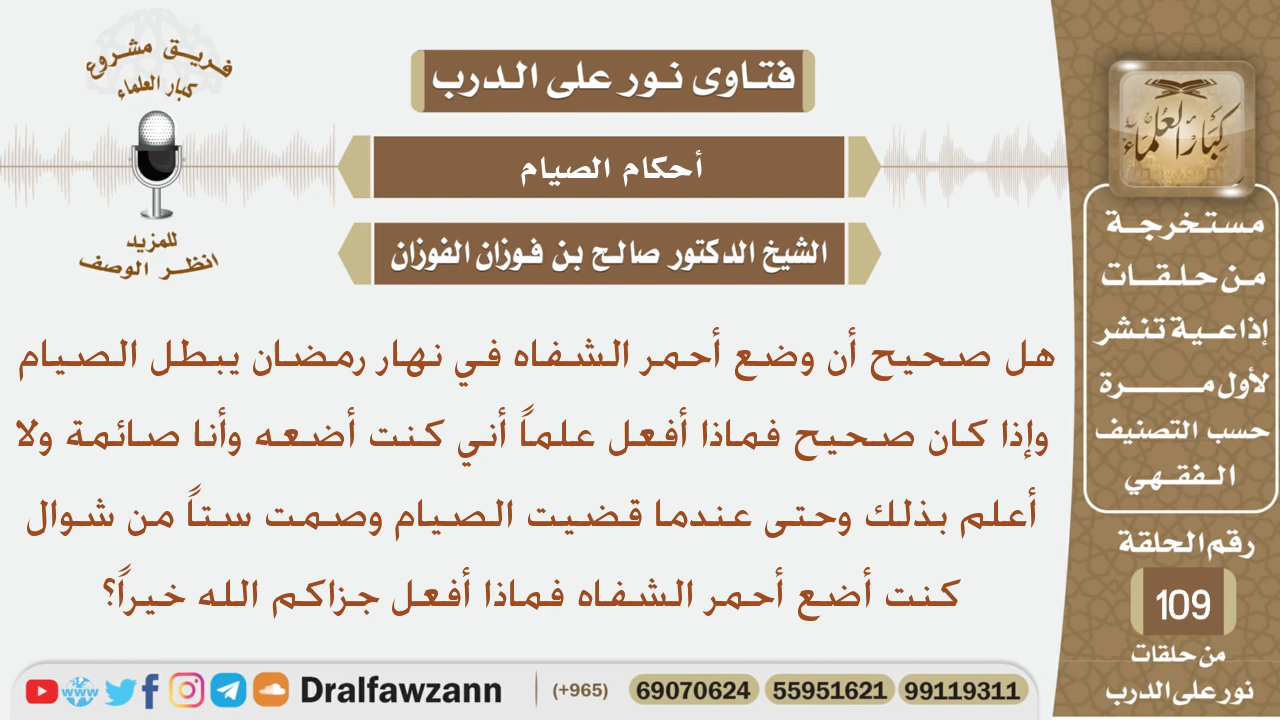 فريق مشروع
كبار العلماء
للمزيد
انظر الوصف
فتاوى نور على الدرب
أحكام الصيام
الشيخ الدكتور صالح بن فوزان الفوزان
هل صحيح أن وضع أحمر الشفاه في نهار رمضان يبطل الصيام
وإذا كان صحيح فماذا أفعل علماً أني كنت أضعه وأنا صائمة ولا
أعلم بذلك وحتى عندما قضيت الصيام وصمت ستاً من شوال
كنت أضع أحمر الشفاه فماذا أفعل جزاكم الله خيراً؟
كبار العلماء
مستخرجة
من حلقات
إذاعية تنشر
لأول مرة
حسب التصنيف
الفقهي
رقم الحلقة
109
من حلقات
نور على الدرب
www Dralfawzann (+965) 69070624 55951621 99119311